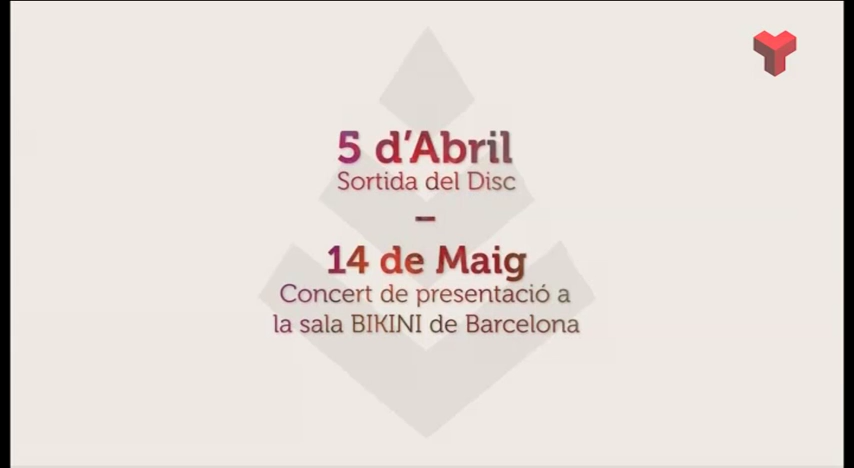 5 d'Abril
Sortida del Disc
–
14 de Maig
Concert de presentació a
la sala BIKINI de Barcelona